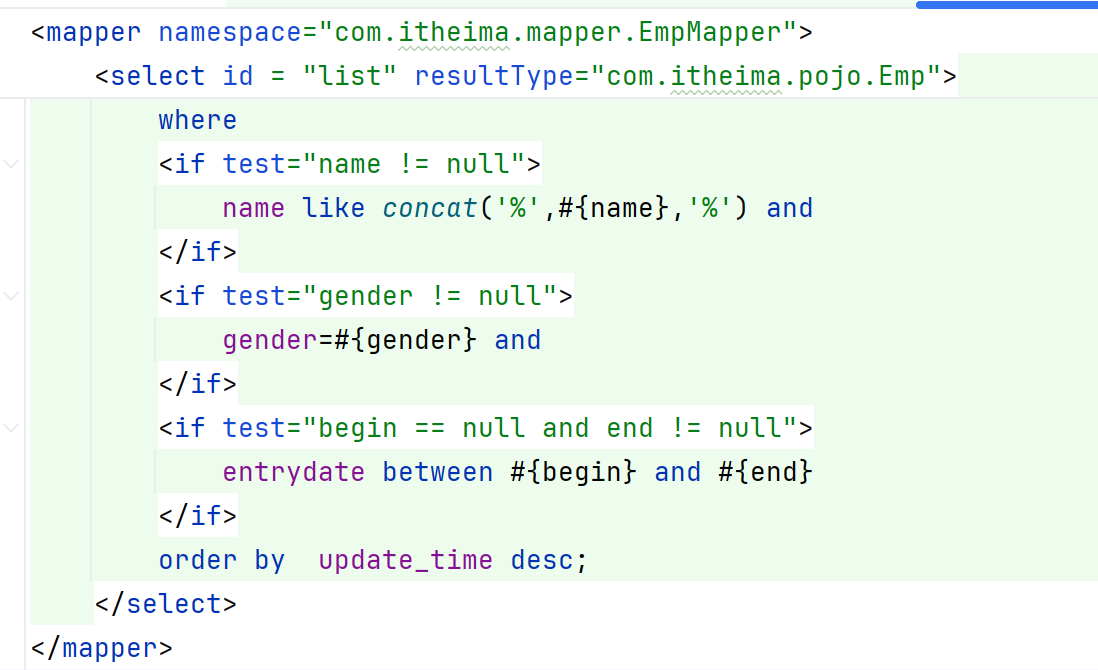 <mapper namespace="com.itheima.mapper.EmpMapper">
<select id = "list" resultType="com.itheima.pojo.Emp">
where
<if test="name != null">
name like concat('%',#{name},'%') and
</if>
<if test="gender != null">
gender=#{gender} and
</if>
<if test="begin == null and end != null">
entrydate between #{begin} and #{end}
</if>
order by  update_time desc;
</select>
</mapper>